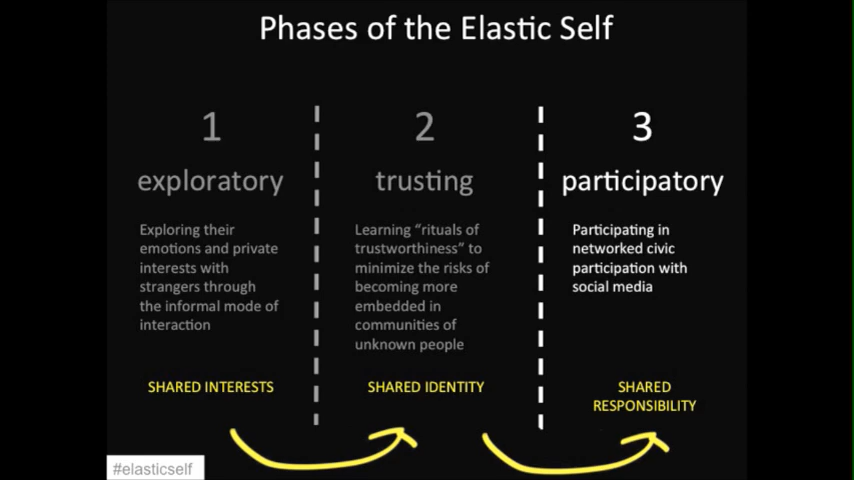 Phases of the Elastic Self
1
exploratory
Exploring their
emotions and private
interests with
strangers through
the informal mode of
interaction
SHARED INTERESTS
2
trusting
Learning “rituals of
trustworthiness” to
minimize the risks of
becoming more
embedded in
communities of
unknown people
SHARED IDENTITY
3
participatory
Participating in
networked civic
participation with
social media
SHARED
RESPONSIBILITY
#elasticself